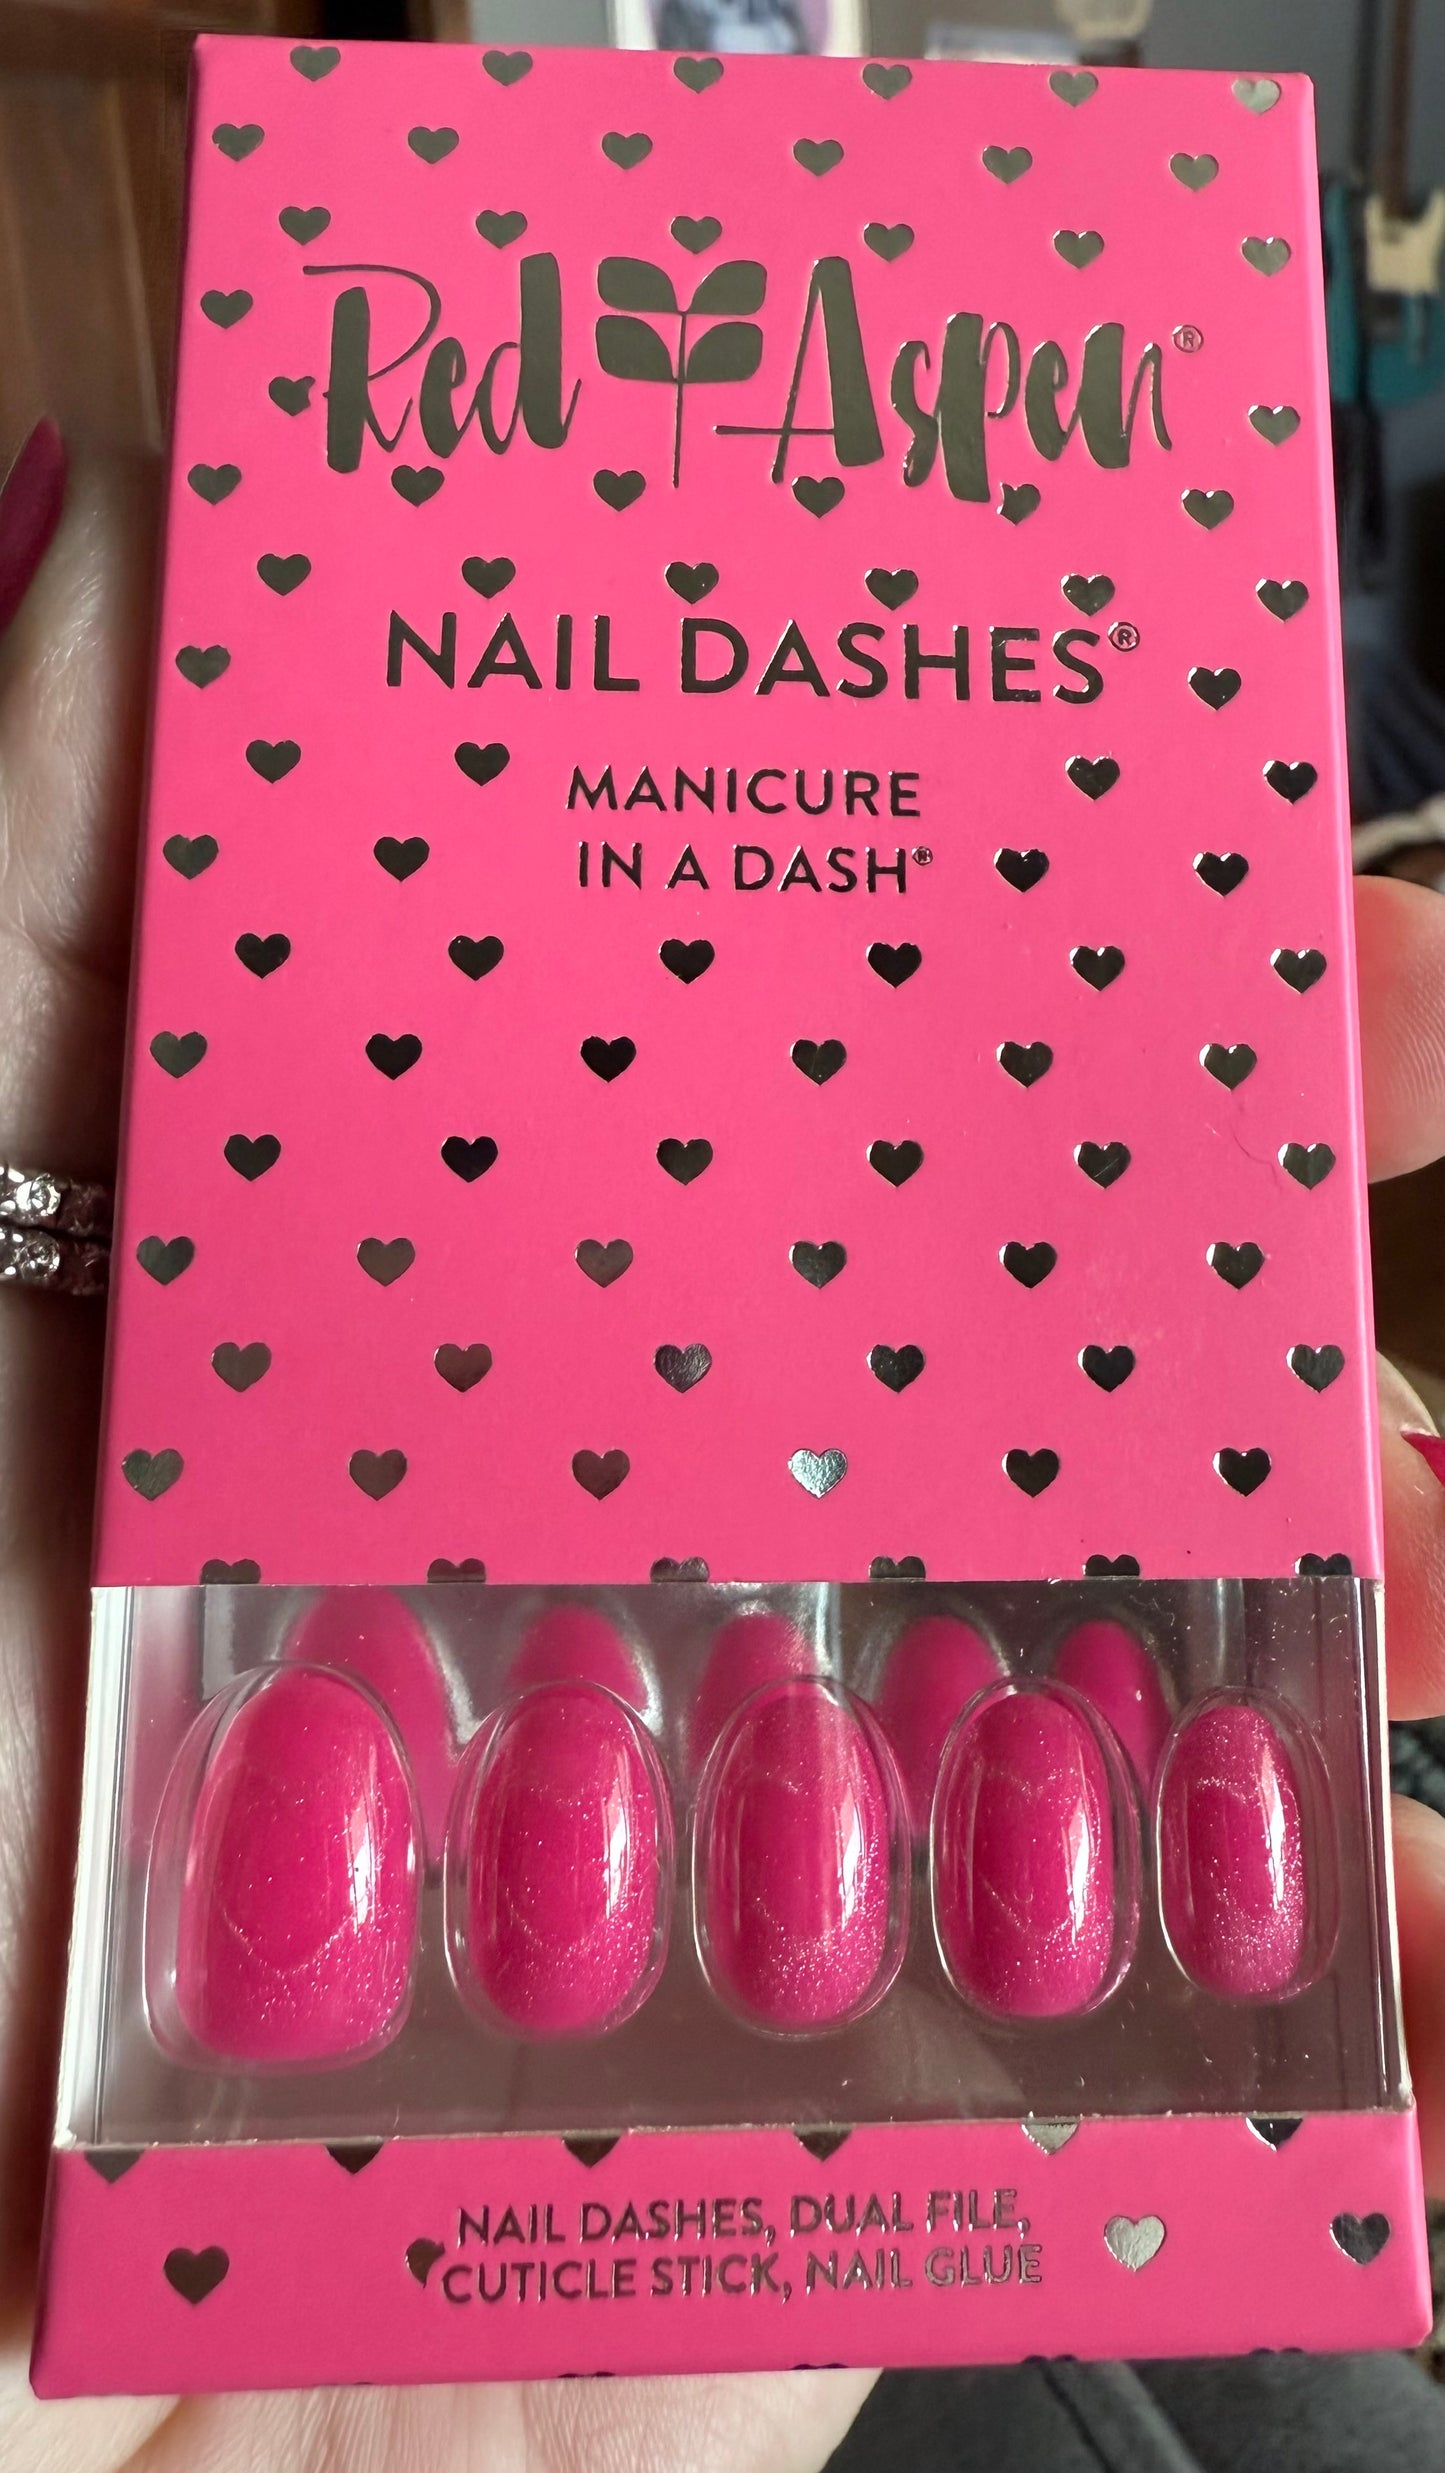 Red Aspen®
NAIL DASHES®
MANICURE
IN A DASH®
NAIL DASHES, DUAL FILE,
CUTICLE STICK, NAIL GLUE